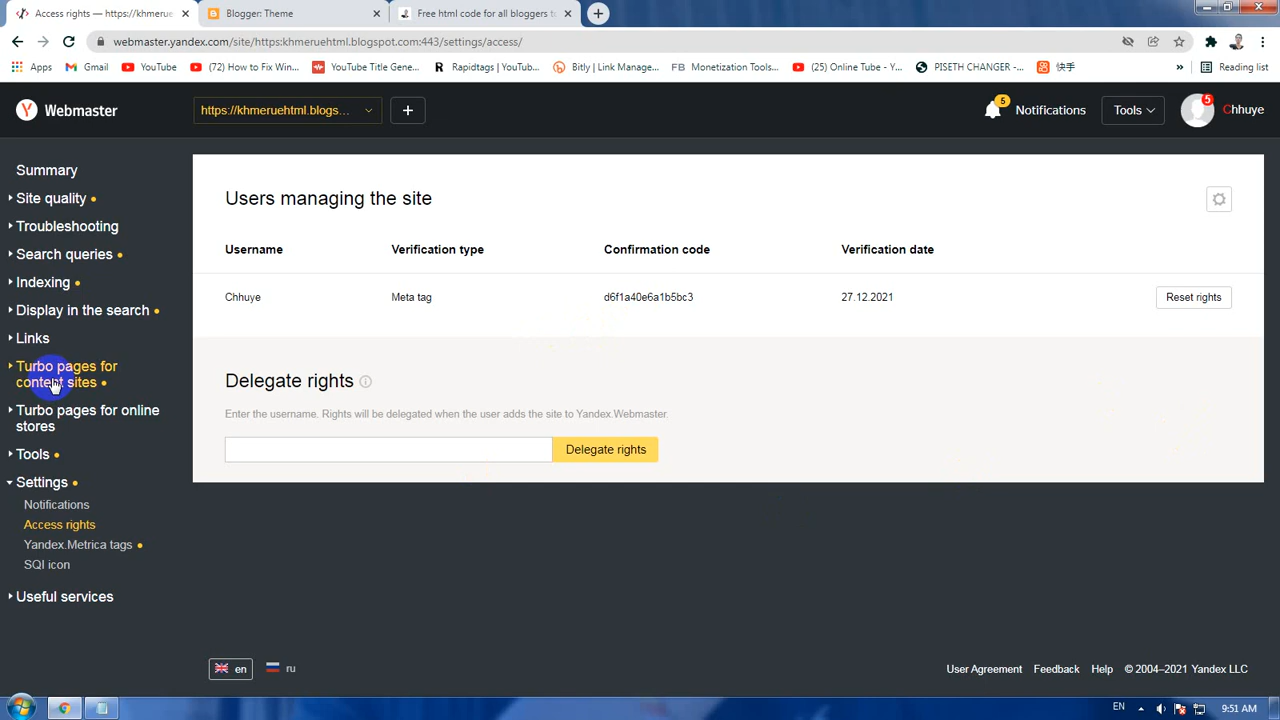 Access rights — https://khmerue
Blogger: Theme
Free html code for all bloggers to
webmaster.yandex.com/site/https:khmeruehtml.blogspot.com:443/settings/access/
Apps
Gmail
YouTube
(72) How to Fix Win...
YouTube Title Gene...
Rapidtags | YouTub...
Bitly | Link Manage...
FB Monetization Tools...
(25) Online Tube - Y...
PISETH CHANGER -...
快手
»
Reading list
Y Webmaster
https://khmeruehtml.blogs...
+
5
Notifications
Tools
5
Chhuye
Summary
Site quality
Troubleshooting
Search queries
Indexing
Display in the search
Links
Turbo pages for
content sites
Turbo pages for online
stores
Tools
Settings
Notifications
Access rights
Yandex.Metrica tags
SQI icon
Useful services
Users managing the site
Username Verification type Confirmation code Verification date
Chhuye Meta tag d6f1a40e6a1b5bc3 27.12.2021 Reset rights
Delegate rights
Enter the username. Rights will be delegated when the user adds the site to Yandex.Webmaster.
Delegate rights
en
ru
User Agreement Feedback Help © 2004–2021 Yandex LLC
EN
9:51 AM